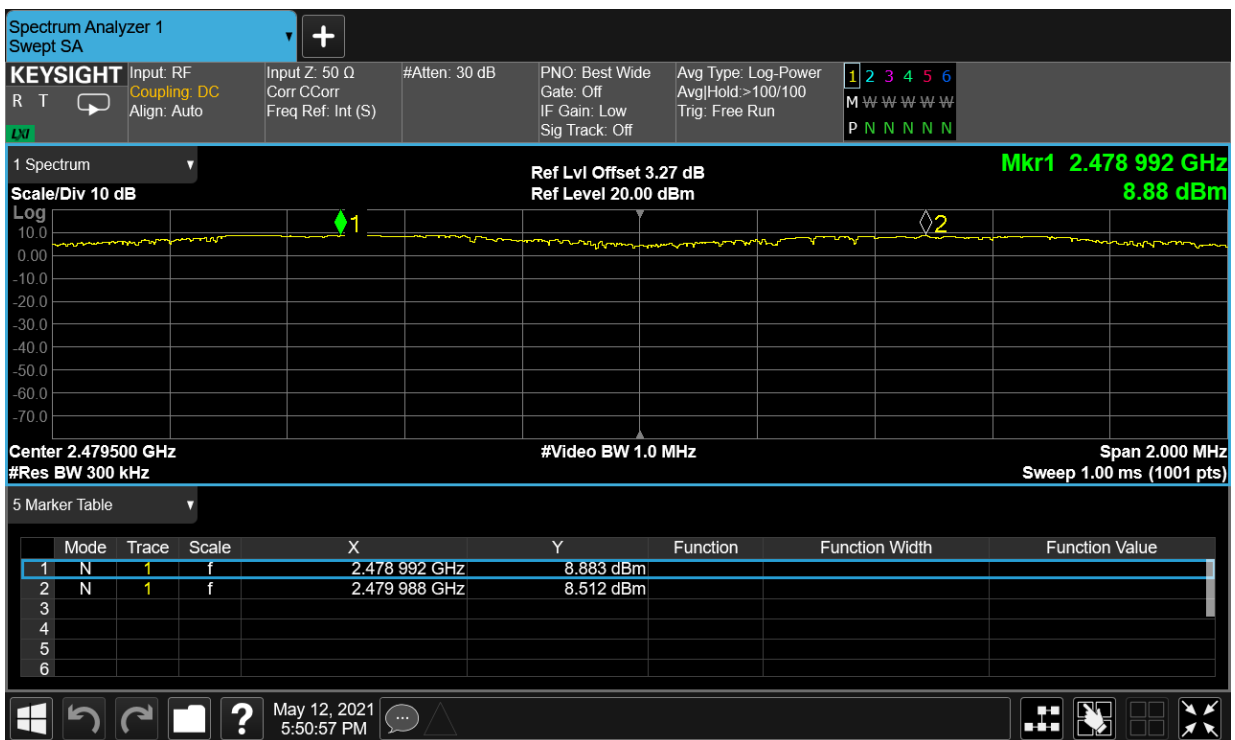 Spectrum Analyzer 1
Swept SA
+
KEYSIGHT
R T
LXI
Input: RF
Coupling: DC
Align: Auto
Input Z: 50 Ω
Corr CCorr
Freq Ref: Int (S)
#Atten: 30 dB
PNO: Best Wide
Gate: Off
IF Gain: Low
Sig Track: Off
Avg Type: Log-Power
Avg|Hold:>100/100
Trig: Free Run
1 2 3 4 5 6
M W W W W W
P N N N N N
1 Spectrum
Scale/Div 10 dB
Ref Lvl Offset 3.27 dB
Ref Level 20.00 dBm
Mkr1 2.478 992 GHz
8.88 dBm
Log
10.0
0.00
-10.0
-20.0
-30.0
-40.0
-50.0
-60.0
-70.0
1
2
Center 2.479500 GHz
#Res BW 300 kHz
#Video BW 1.0 MHz
Span 2.000 MHz
Sweep 1.00 ms (1001 pts)
5 Marker Table
Mode Trace Scale X Y Function Function Width Function Value
1 N 1 f 2.478 992 GHz 8.883 dBm
2 N 1 f 2.479 988 GHz 8.512 dBm
3
4
5
6
?
May 12, 2021
5:50:57 PM